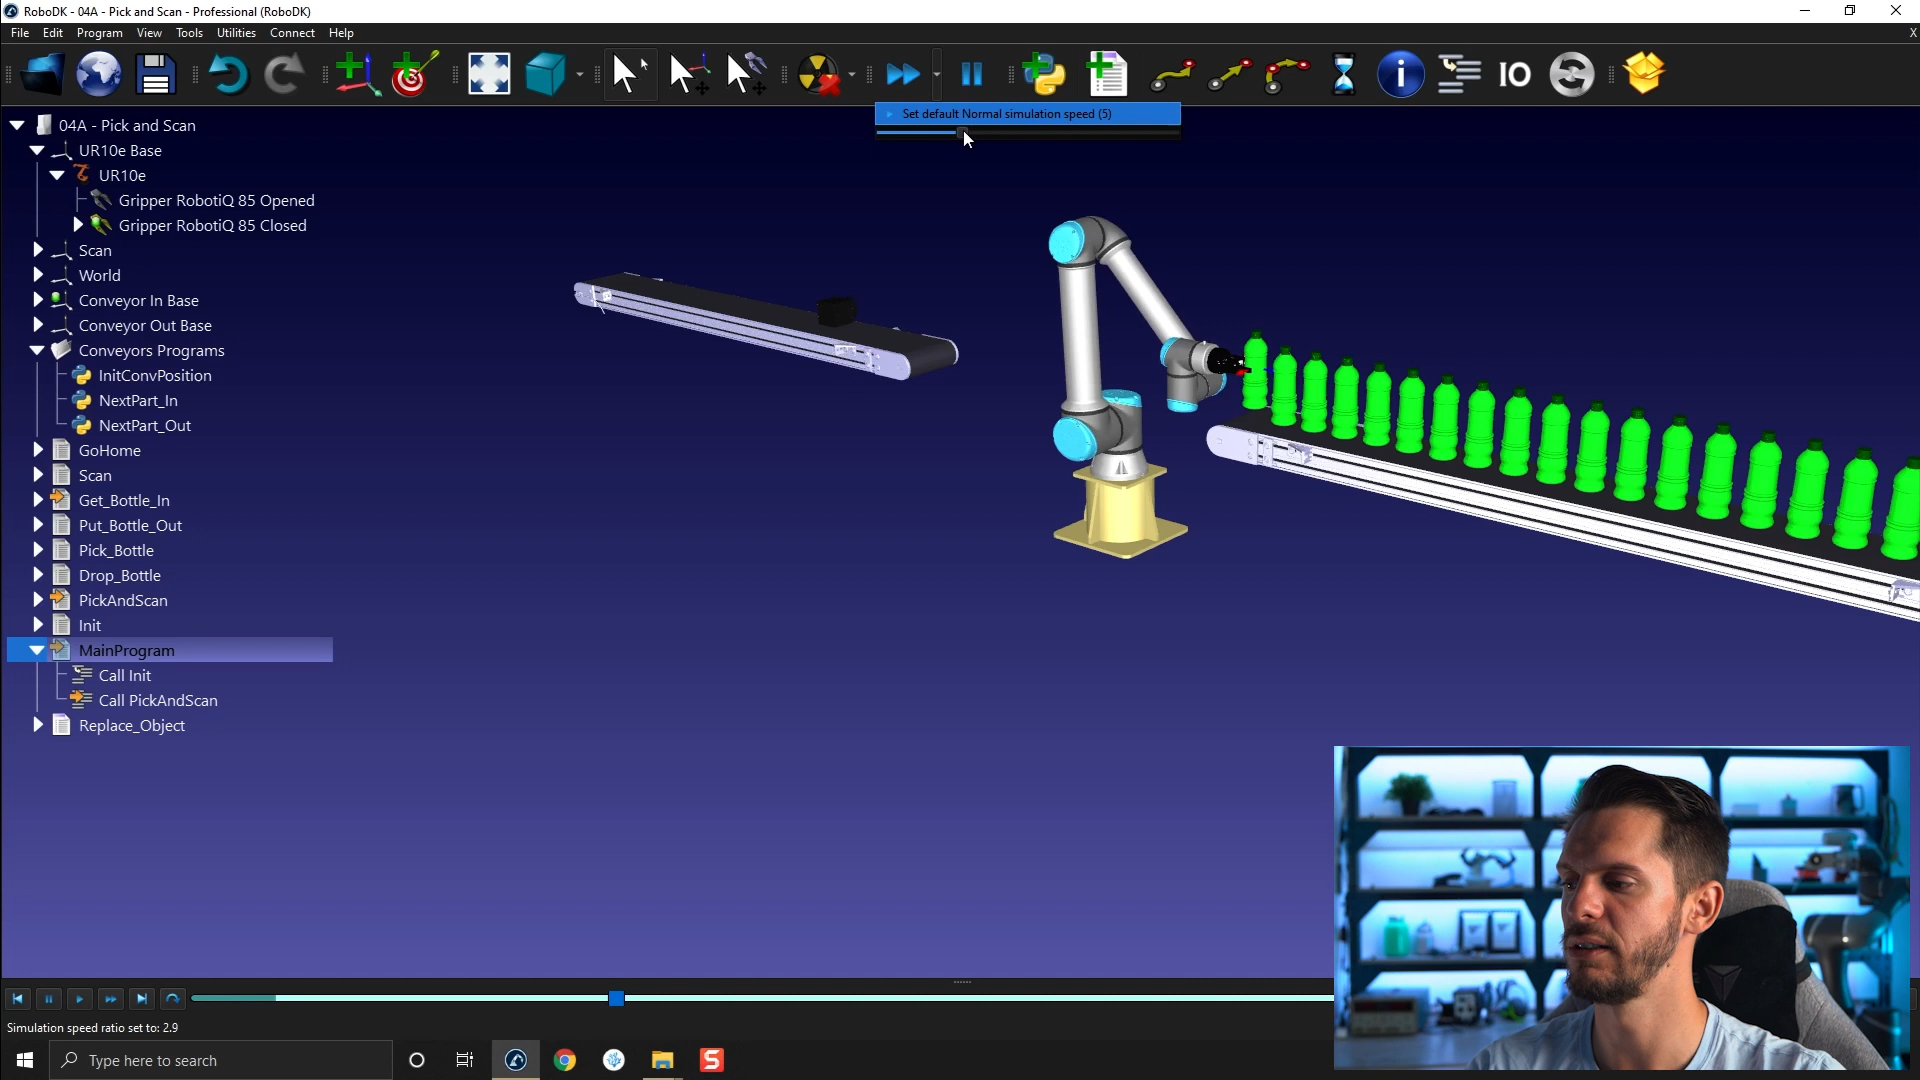 RoboDK - 04A - Pick and Scan - Professional (RoboDK)
File Edit Program View Tools Utilities Connect Help X
IO
Set default Normal simulation speed (5)
04A - Pick and Scan
UR10e Base
UR10e
Gripper RobotiQ 85 Opened
Gripper RobotiQ 85 Closed
Scan
World
Conveyor In Base
Conveyor Out Base
Conveyors Programs
InitConvPosition
NextPart_In
NextPart_Out
GoHome
Scan
Get_Bottle_In
Put_Bottle_Out
Pick_Bottle
Drop_Bottle
PickAndScan
Init
MainProgram
Call Init
Call PickAndScan
Replace_Object
Simulation speed ratio set to: 2.9
Type here to search